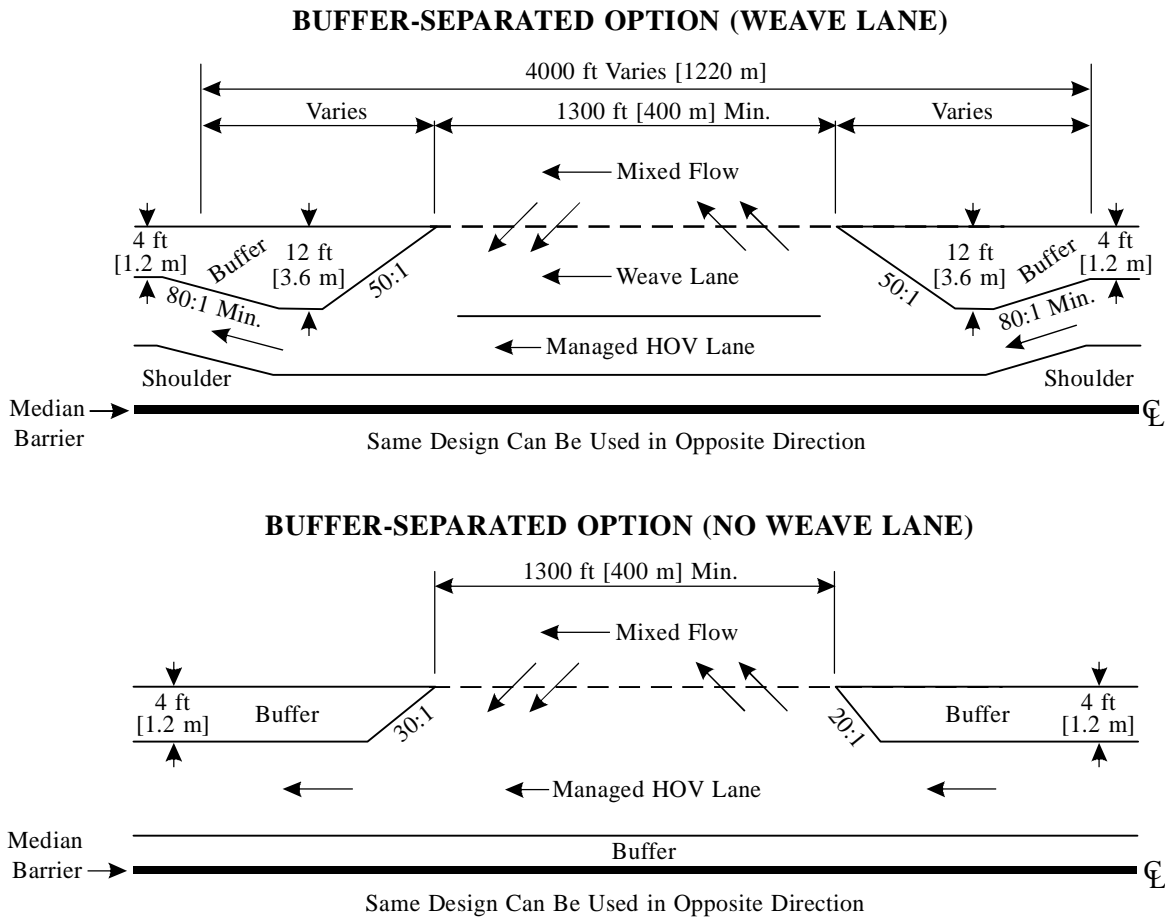 BUFFER-SEPARATED OPTION (WEAVE LANE)
4000 ft Varies [1220 m]
Varies
1300 ft [400 m] Min.
Varies
Mixed Flow
4 ft
[1.2 m]
Buffer
12 ft
[3.6 m]
50:1
Weave Lane
50:1
12 ft
[3.6 m]
Buffer
4 ft
[1.2 m]
80:1 Min.
80:1 Min.
Managed HOV Lane
Shoulder
Shoulder
Median
Barrier
CL
Same Design Can Be Used in Opposite Direction
BUFFER-SEPARATED OPTION (NO WEAVE LANE)
1300 ft [400 m] Min.
Mixed Flow
4 ft
[1.2 m]
Buffer
30:1
20:1
Buffer
4 ft
[1.2 m]
Managed HOV Lane
Median
Barrier
Buffer
CL
Same Design Can Be Used in Opposite Direction